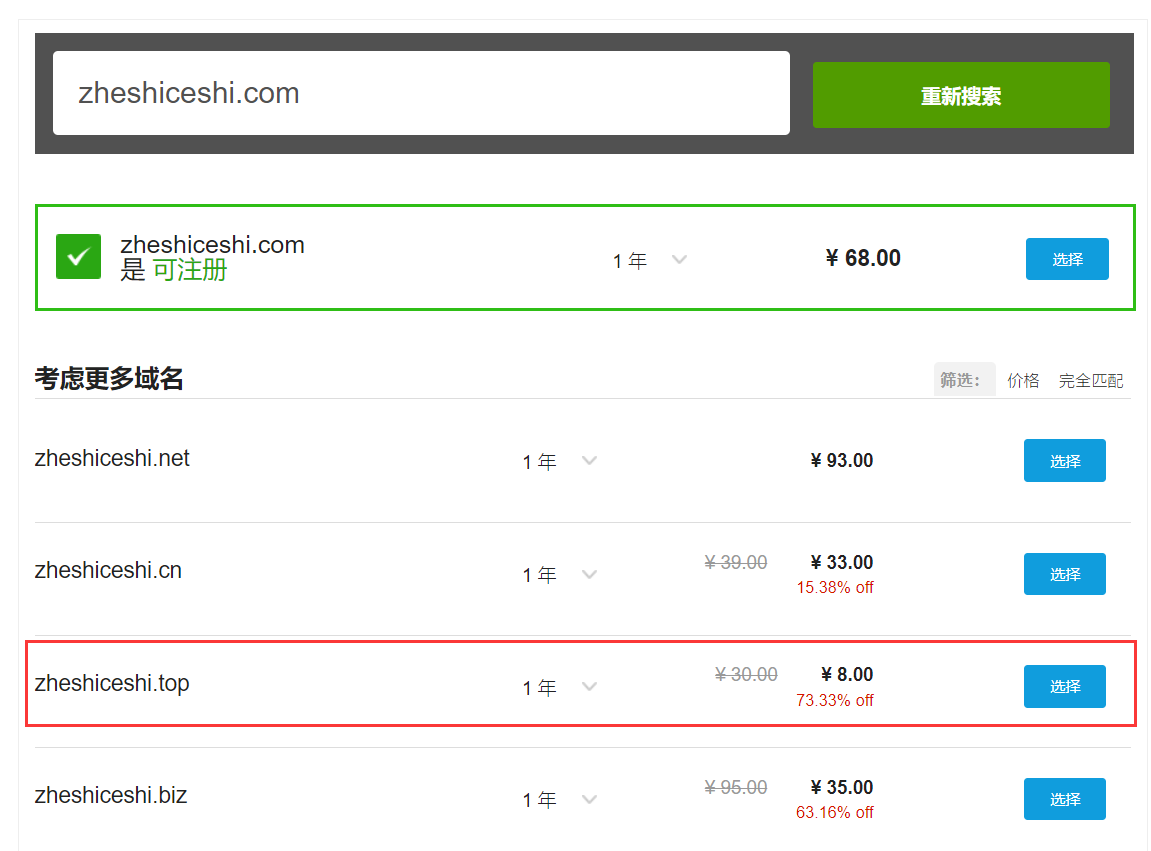 zheshiceshi.com
重新搜索
zheshiceshi.com
是 可注册
1 年
¥ 68.00
选择
考虑更多域名
筛选：
价格
完全匹配
zheshiceshi.net
1 年
¥ 93.00
选择
zheshiceshi.cn
1 年
¥ 39.00
¥ 33.00
15.38% off
选择
zheshiceshi.top
1 年
¥ 30.00
¥ 8.00
73.33% off
选择
zheshiceshi.biz
1 年
¥ 95.00
¥ 35.00
63.16% off
选择